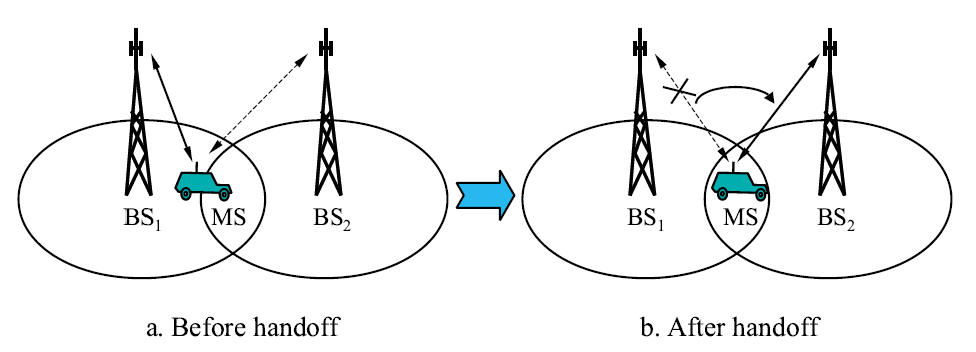 BS₁ MS BS₂
BS₁ MS BS₂
a. Before handoff
b. After handoff